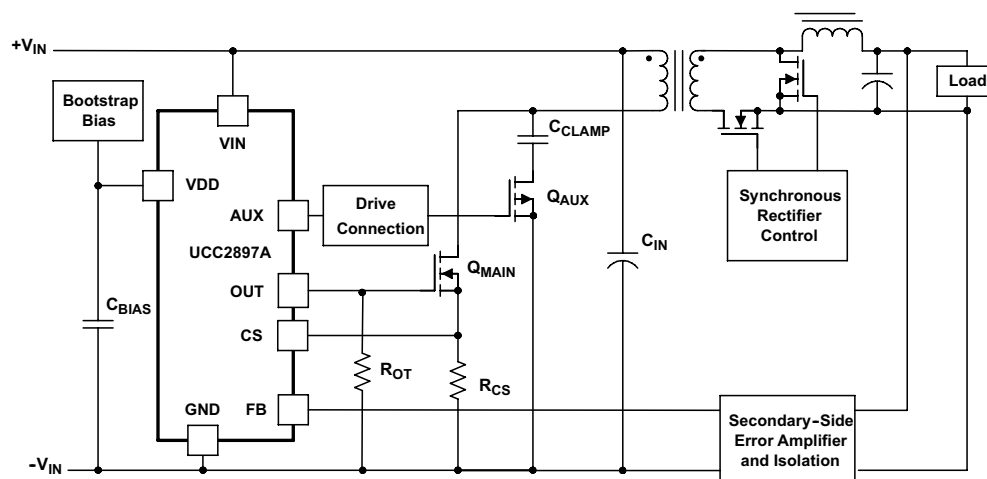 +VIN
Bootstrap
Bias
VIN
VDD
AUX
Drive
Connection
CCLAMP
QAUX
UCC2897A
QMAIN
CIN
Load
Synchronous
Rectifier
Control
CBIAS
OUT
CS
ROT
RCS
GND
FB
Secondary-Side
Error Amplifier
and Isolation
-VIN